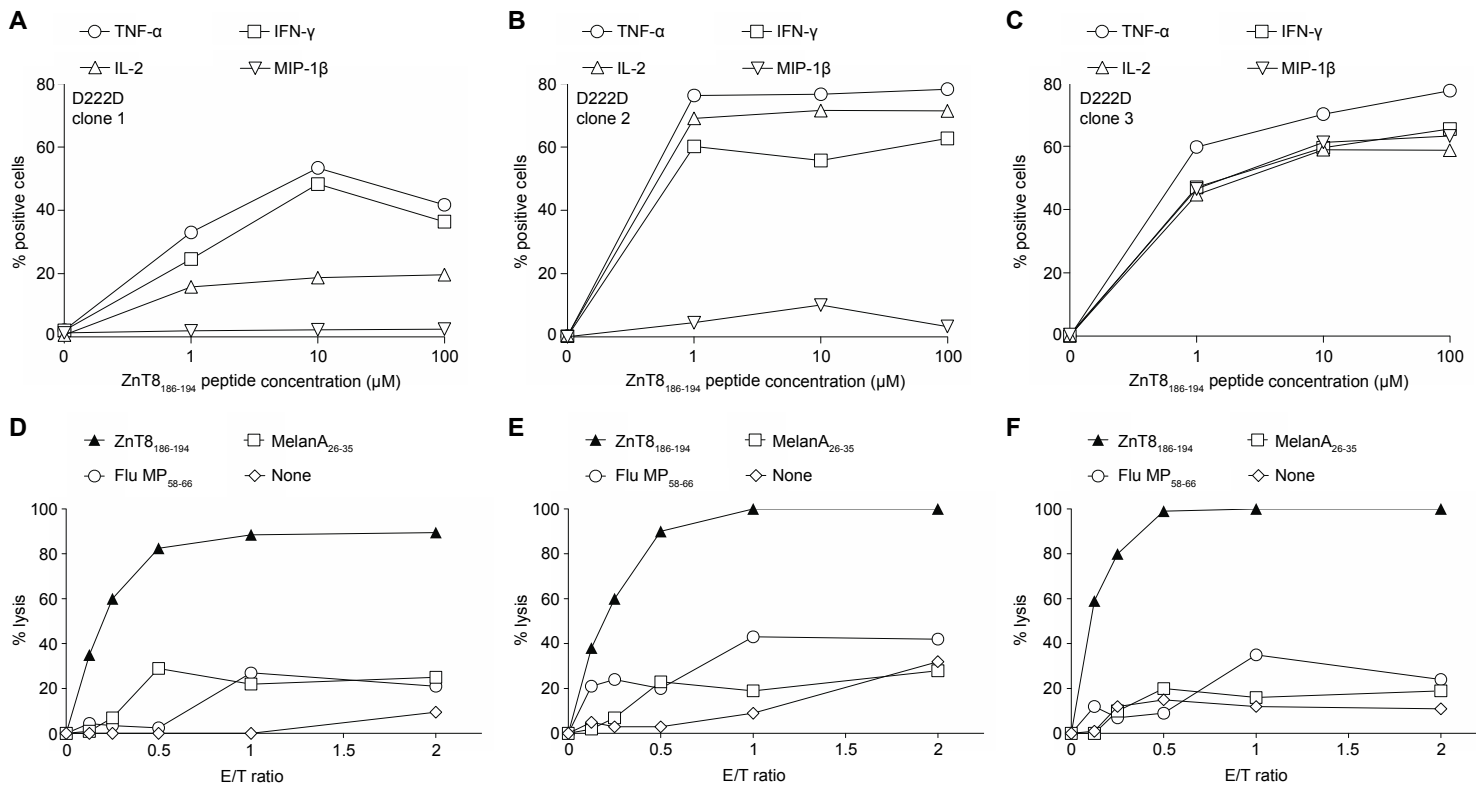 A
TNF-α IFN-γ
IL-2 MIP-1β
D222D
clone 1
% positive cells
80
60
40
20
0
0 1 10 100
ZnT8186-194 peptide concentration (μM)
B
TNF-α IFN-γ
IL-2 MIP-1β
D222D
clone 2
% positive cells
80
60
40
20
0
0 1 10 100
ZnT8186-194 peptide concentration (μM)
C
TNF-α IFN-γ
IL-2 MIP-1β
D222D
clone 3
% positive cells
80
60
40
20
0
0 1 10 100
ZnT8186-194 peptide concentration (μM)
D
ZnT8186-194 MelanA26-35
Flu MP58-66 None
% lysis
100
80
60
40
20
0
0 0.5 1 1.5 2
E/T ratio
E
ZnT8186-194 MelanA26-35
Flu MP58-66 None
% lysis
100
80
60
40
20
0
0 0.5 1 1.5 2
E/T ratio
F
ZnT8186-194 MelanA26-35
Flu MP58-66 None
% lysis
100
80
60
40
20
0
0 0.5 1 1.5 2
E/T ratio